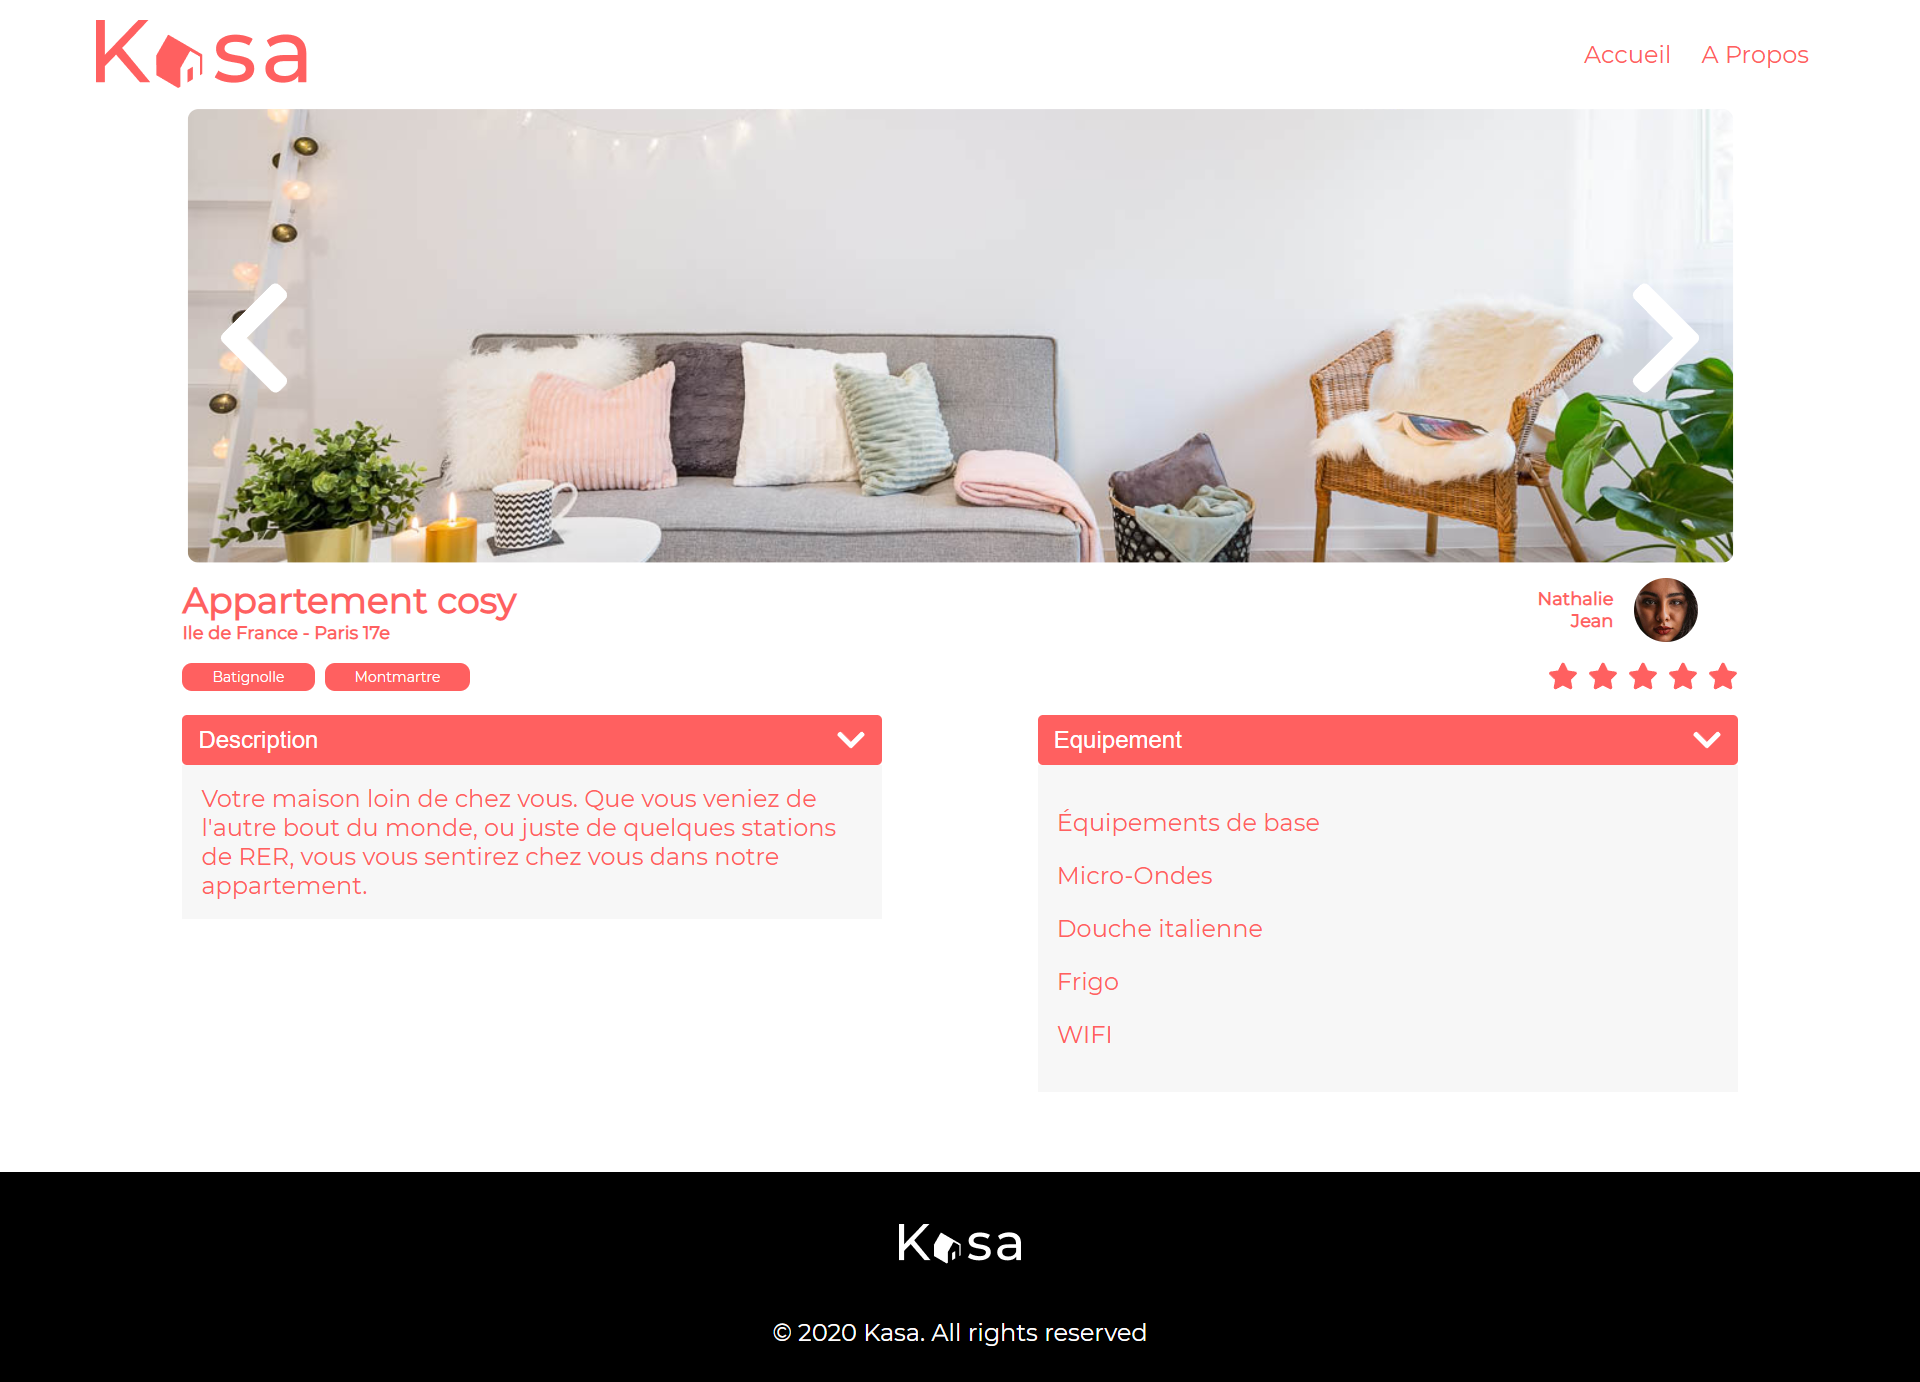 Kasa
Accueil A Propos
Appartement cosy
Ile de France - Paris 17e
Nathalie
Jean
Batignolle Montmartre
Description
Votre maison loin de chez vous. Que vous veniez de
l'autre bout du monde, ou juste de quelques stations
de RER, vous vous sentirez chez vous dans notre
appartement.
Equipement
Équipements de base
Micro-Ondes
Douche italienne
Frigo
WIFI
Kasa
© 2020 Kasa. All rights reserved